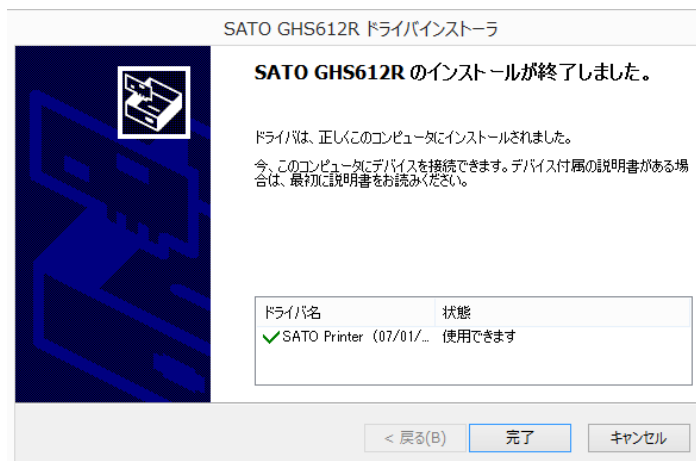 SATO GHS612R ドライバインストーラ
SATO GHS612R のインストールが終了しました。
ドライバは、正しくこのコンピュータにインストールされました。
今、このコンピュータにデバイスを接続できます。デバイス付属の説明書がある場
合は、最初に説明書をお読みください。
ドライバ名 状態
SATO Printer (07/01/... 使用できます
< 戻る(B) 完了 キャンセル